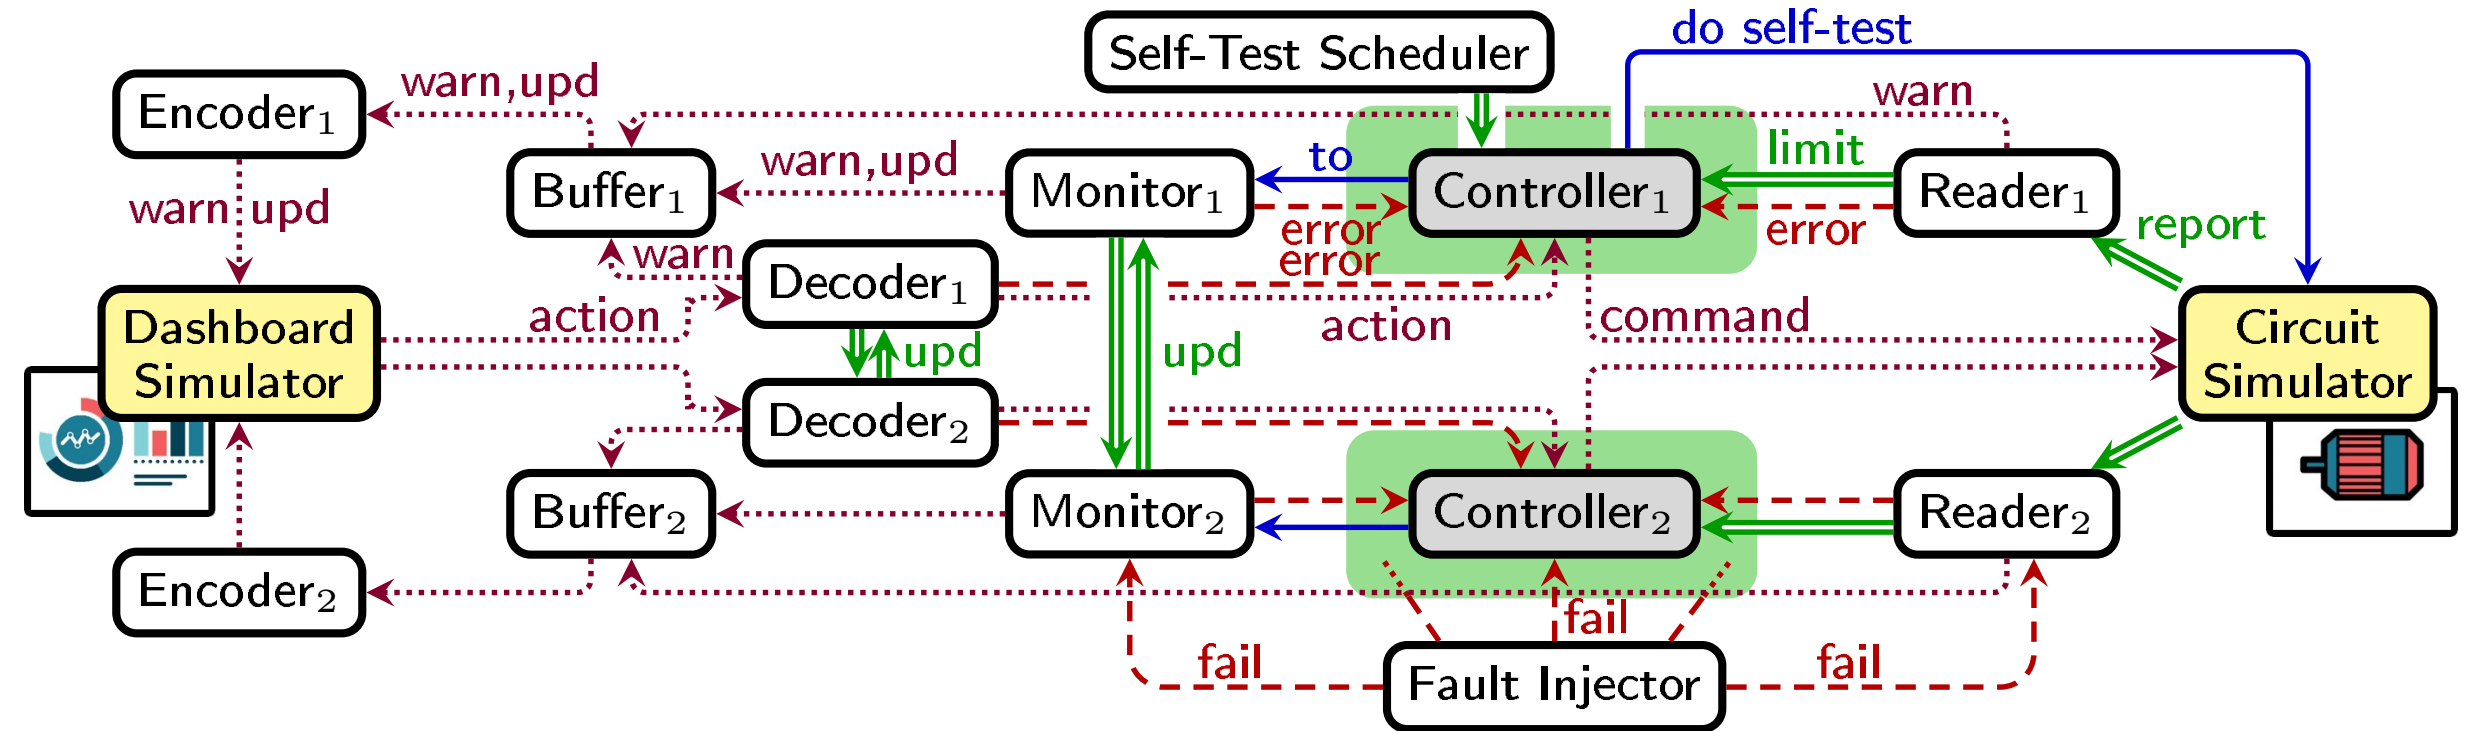 do self-test
Self-Test Scheduler
warn,upd
warn
Encoder₁
limit
warn,upd
to
Buffer₁
Monitor₁
Controller₁
Reader₁
warn upd
error
error
report
warn
error
Decoder₁
action
action
command
Dashboard
Simulator
upd
upd
Circuit
Simulator
Decoder₂
Buffer₂
Monitor₂
Controller₂
Reader₂
Encoder₂
fail
fail
fail
Fault Injector